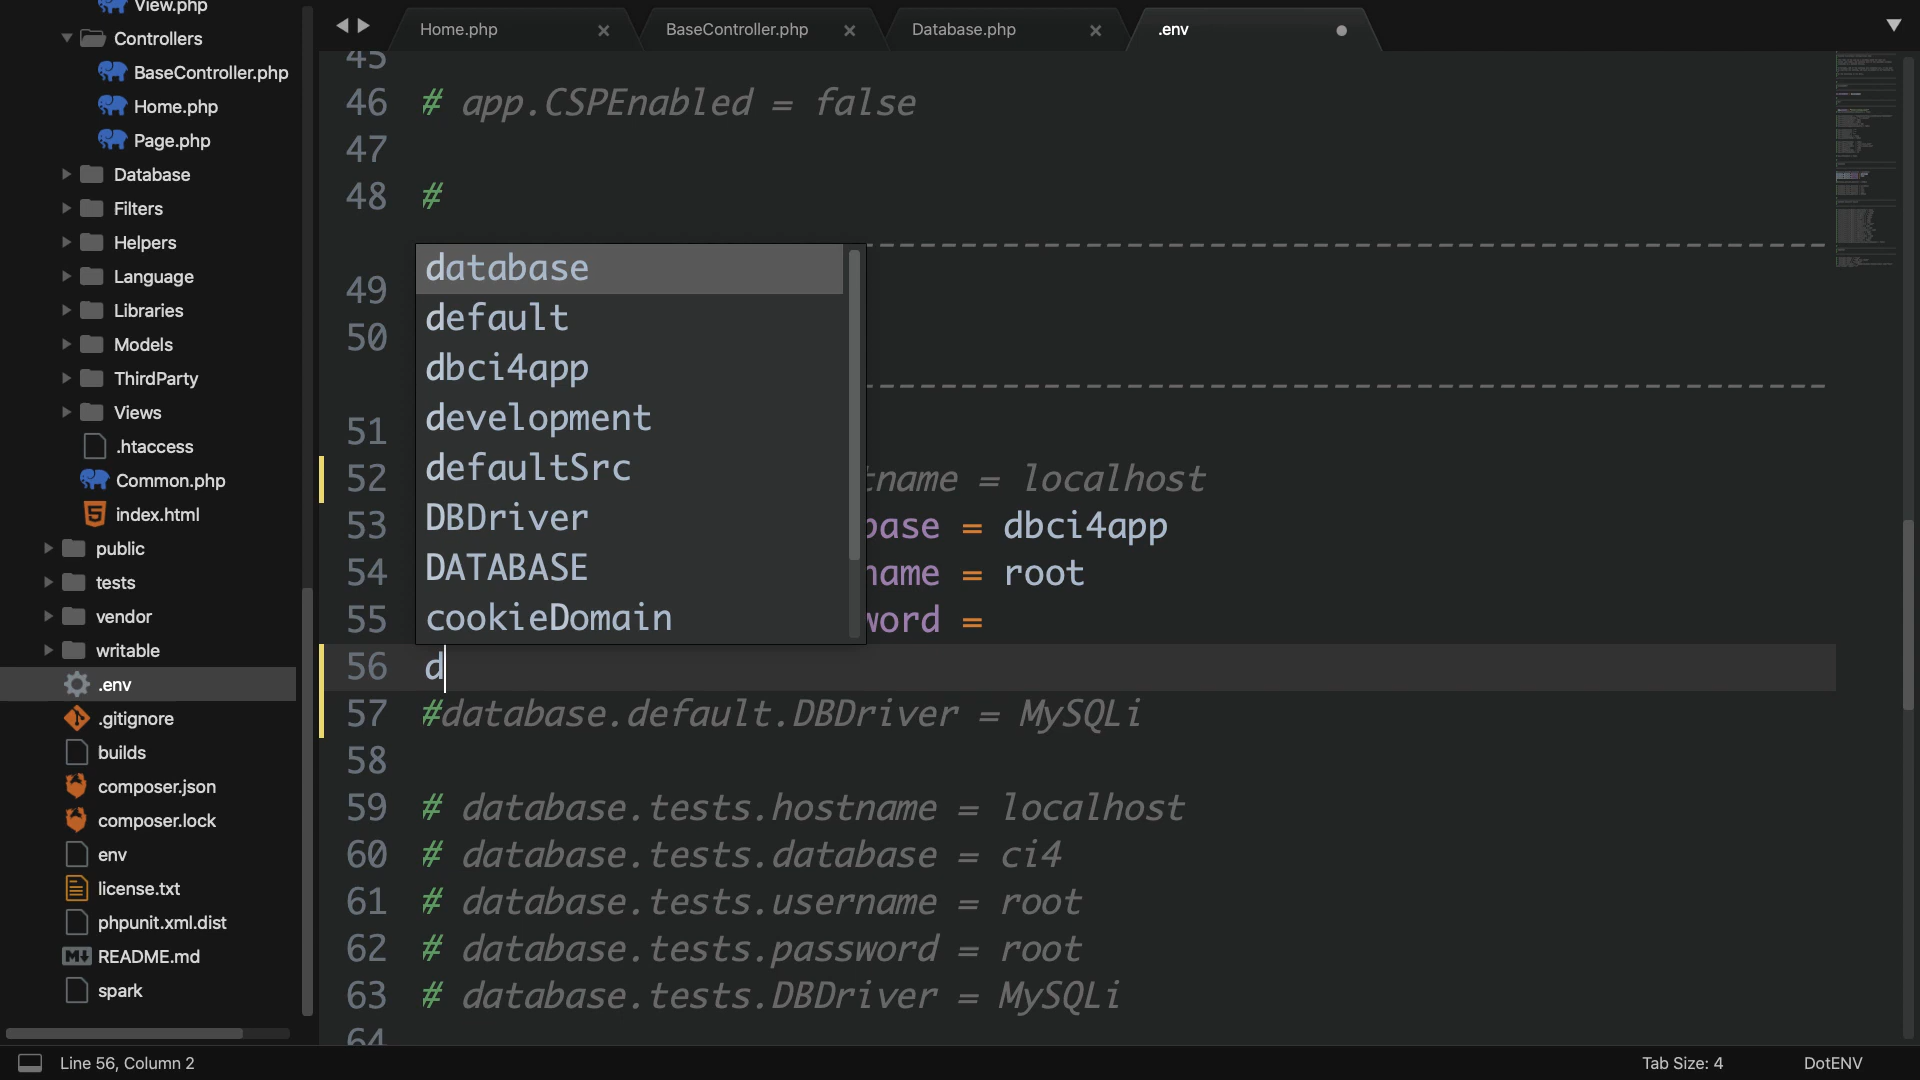 View.php
Controllers
BaseController.php
Home.php
Page.php
Database
Filters
Helpers
Language
Libraries
Models
ThirdParty
Views
.htaccess
Common.php
index.html
public
tests
vendor
writable
.env
.gitignore
builds
composer.json
composer.lock
env
license.txt
phpunit.xml.dist
M↓ README.md
spark
Home.php
BaseController.php
Database.php
.env
45
46 # app.CSPEnabled = false
47
48 #
--------------------------------------------------
49
50
--------------------------------------------------
51
52 tname = localhost
53 base = dbci4app
54 name = root
55 word =
database
default
dbci4app
development
defaultSrc
DBDriver
DATABASE
cookieDomain
56 d
57 #database.default.DBDriver = MySQLi
58
59 # database.tests.hostname = localhost
60 # database.tests.database = ci4
61 # database.tests.username = root
62 # database.tests.password = root
63 # database.tests.DBDriver = MySQLi
64
Line 56, Column 2
Tab Size: 4
DotENV